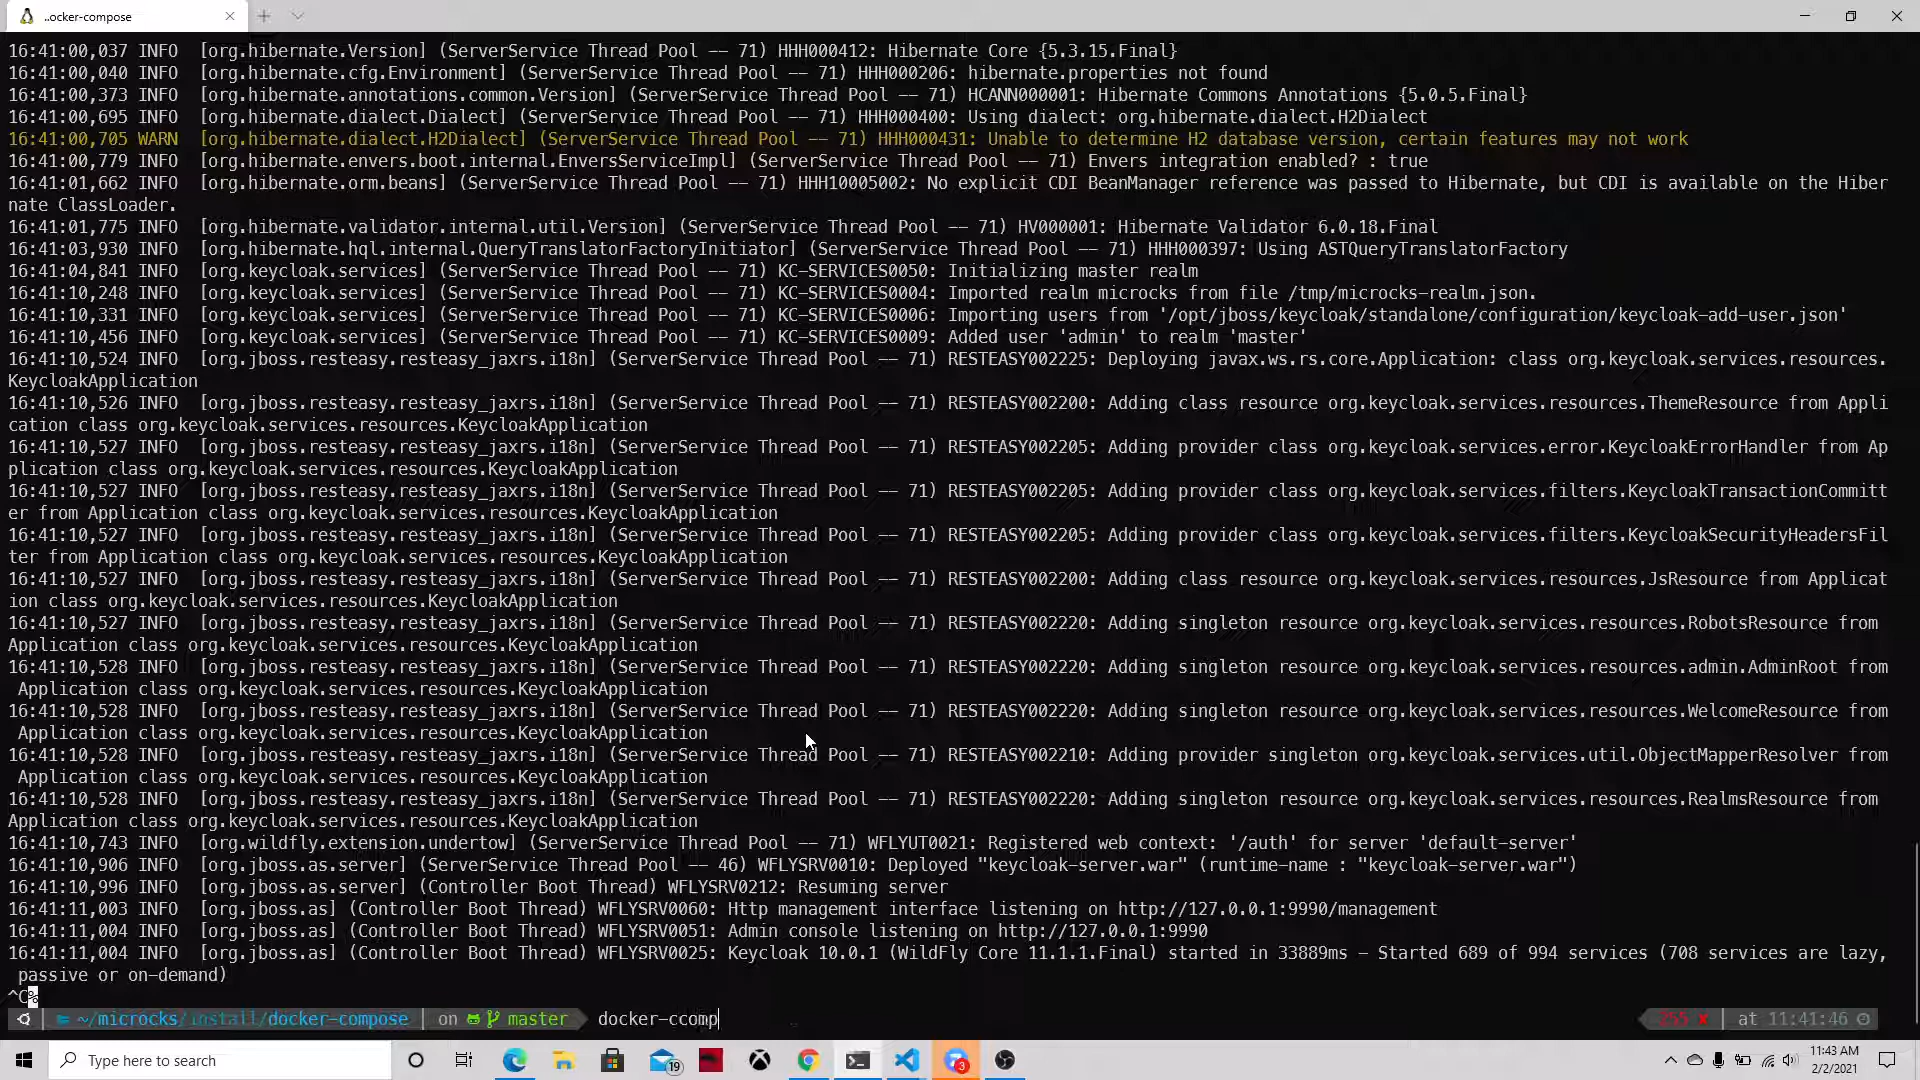 ..ocker-compose
16:41:00,037 INFO [org.hibernate.Version] (ServerService Thread Pool -- 71) HHH000412: Hibernate Core {5.3.15.Final}
16:41:00,040 INFO [org.hibernate.cfg.Environment] (ServerService Thread Pool -- 71) HHH000206: hibernate.properties not found
16:41:00,373 INFO [org.hibernate.annotations.common.Version] (ServerService Thread Pool -- 71) HCANN000001: Hibernate Commons Annotations {5.0.5.Final}
16:41:00,695 INFO [org.hibernate.dialect.Dialect] (ServerService Thread Pool -- 71) HHH000400: Using dialect: org.hibernate.dialect.H2Dialect
16:41:00,705 WARN [org.hibernate.dialect.H2Dialect] (ServerService Thread Pool -- 71) HHH000431: Unable to determine H2 database version, certain features may not work
16:41:00,779 INFO [org.hibernate.envers.boot.internal.EnversServiceImpl] (ServerService Thread Pool -- 71) Envers integration enabled? : true
16:41:01,662 INFO [org.hibernate.orm.beans] (ServerService Thread Pool -- 71) HHH10005002: No explicit CDI BeanManager reference was passed to Hibernate, but CDI is available on the Hiber
nate ClassLoader.
16:41:01,775 INFO [org.hibernate.validator.internal.util.Version] (ServerService Thread Pool -- 71) HV000001: Hibernate Validator 6.0.18.Final
16:41:03,930 INFO [org.hibernate.hql.internal.QueryTranslatorFactoryInitiator] (ServerService Thread Pool -- 71) HHH000397: Using ASTQueryTranslatorFactory
16:41:04,841 INFO [org.keycloak.services] (ServerService Thread Pool -- 71) KC-SERVICES0050: Initializing master realm
16:41:10,248 INFO [org.keycloak.services] (ServerService Thread Pool -- 71) KC-SERVICES0004: Imported realm microcks from file /tmp/microcks-realm.json.
16:41:10,331 INFO [org.keycloak.services] (ServerService Thread Pool -- 71) KC-SERVICES0006: Importing users from '/opt/jboss/keycloak/standalone/configuration/keycloak-add-user.json'
16:41:10,456 INFO [org.keycloak.services] (ServerService Thread Pool -- 71) KC-SERVICES0009: Added user 'admin' to realm 'master'
16:41:10,524 INFO [org.jboss.resteasy.resteasy_jaxrs.i18n] (ServerService Thread Pool -- 71) RESTEASY002225: Deploying javax.ws.rs.core.Application: class org.keycloak.services.resources.
KeycloakApplication
16:41:10,526 INFO [org.jboss.resteasy.resteasy_jaxrs.i18n] (ServerService Thread Pool -- 71) RESTEASY002200: Adding class resource org.keycloak.services.resources.ThemeResource from Appli
cation class org.keycloak.services.resources.KeycloakApplication
16:41:10,527 INFO [org.jboss.resteasy.resteasy_jaxrs.i18n] (ServerService Thread Pool -- 71) RESTEASY002205: Adding provider class org.keycloak.services.error.KeycloakErrorHandler from Ap
plication class org.keycloak.services.resources.KeycloakApplication
16:41:10,527 INFO [org.jboss.resteasy.resteasy_jaxrs.i18n] (ServerService Thread Pool -- 71) RESTEASY002205: Adding provider class org.keycloak.services.filters.KeycloakTransactionCommitt
er from Application class org.keycloak.services.resources.KeycloakApplication
16:41:10,527 INFO [org.jboss.resteasy.resteasy_jaxrs.i18n] (ServerService Thread Pool -- 71) RESTEASY002205: Adding provider class org.keycloak.services.filters.KeycloakSecurityHeadersFil
ter from Application class org.keycloak.services.resources.KeycloakApplication
16:41:10,527 INFO [org.jboss.resteasy.resteasy_jaxrs.i18n] (ServerService Thread Pool -- 71) RESTEASY002200: Adding class resource org.keycloak.services.resources.JsResource from Applicat
ion class org.keycloak.services.resources.KeycloakApplication
16:41:10,527 INFO [org.jboss.resteasy.resteasy_jaxrs.i18n] (ServerService Thread Pool -- 71) RESTEASY002220: Adding singleton resource org.keycloak.services.resources.RobotsResource from
Application class org.keycloak.services.resources.KeycloakApplication
16:41:10,528 INFO [org.jboss.resteasy.resteasy_jaxrs.i18n] (ServerService Thread Pool -- 71) RESTEASY002220: Adding singleton resource org.keycloak.services.resources.admin.AdminRoot from
Application class org.keycloak.services.resources.KeycloakApplication
16:41:10,528 INFO [org.jboss.resteasy.resteasy_jaxrs.i18n] (ServerService Thread Pool -- 71) RESTEASY002220: Adding singleton resource org.keycloak.services.resources.WelcomeResource from
Application class org.keycloak.services.resources.KeycloakApplication
16:41:10,528 INFO [org.jboss.resteasy.resteasy_jaxrs.i18n] (ServerService Thread Pool -- 71) RESTEASY002210: Adding provider singleton org.keycloak.services.util.ObjectMapperResolver from
Application class org.keycloak.services.resources.KeycloakApplication
16:41:10,528 INFO [org.jboss.resteasy.resteasy_jaxrs.i18n] (ServerService Thread Pool -- 71) RESTEASY002220: Adding singleton resource org.keycloak.services.resources.RealmsResource from
Application class org.keycloak.services.resources.KeycloakApplication
16:41:10,743 INFO [org.wildfly.extension.undertow] (ServerService Thread Pool -- 71) WFLYUT0021: Registered web context: '/auth' for server 'default-server'
16:41:10,906 INFO [org.jboss.as.server] (ServerService Thread Pool -- 46) WFLYSRV0010: Deployed "keycloak-server.war" (runtime-name : "keycloak-server.war")
16:41:10,996 INFO [org.jboss.as.server] (Controller Boot Thread) WFLYSRV0212: Resuming server
16:41:11,003 INFO [org.jboss.as] (Controller Boot Thread) WFLYSRV0060: Http management interface listening on http://127.0.0.1:9990/management
16:41:11,004 INFO [org.jboss.as] (Controller Boot Thread) WFLYSRV0051: Admin console listening on http://127.0.0.1:9990
16:41:11,004 INFO [org.jboss.as] (Controller Boot Thread) WFLYSRV0025: Keycloak 10.0.1 (WildFly Core 11.1.1.Final) started in 33889ms - Started 689 of 994 services (708 services are lazy,
passive or on-demand)
^C%
~/microcks/install/docker-compose on master docker-ccomp 255 x at 11:41:46
Type here to search 19 3 11:43 AM
2/2/2021